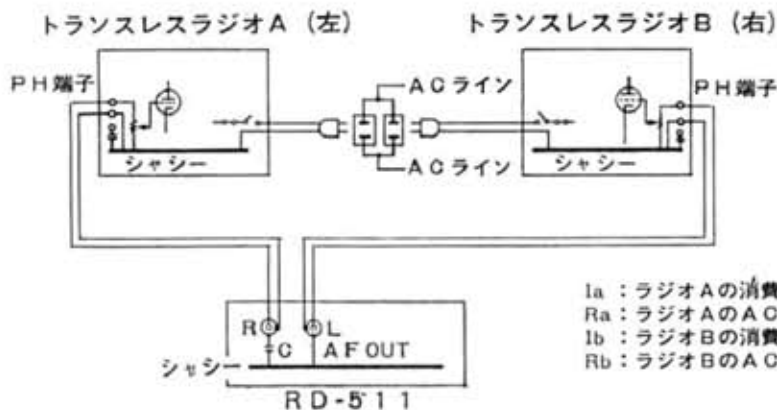 トランスレスラジオA(左)
トランスレスラジオB(右)
PH端子
ACライン
PH端子
シャシー
ACライン
シャシー
R
L
C
AF OUT
シャシー
RD-511
Ia:ラジオAの消費
Ra:ラジオAのAC
Ib:ラジオBの消費
Rb:ラジオBのAC